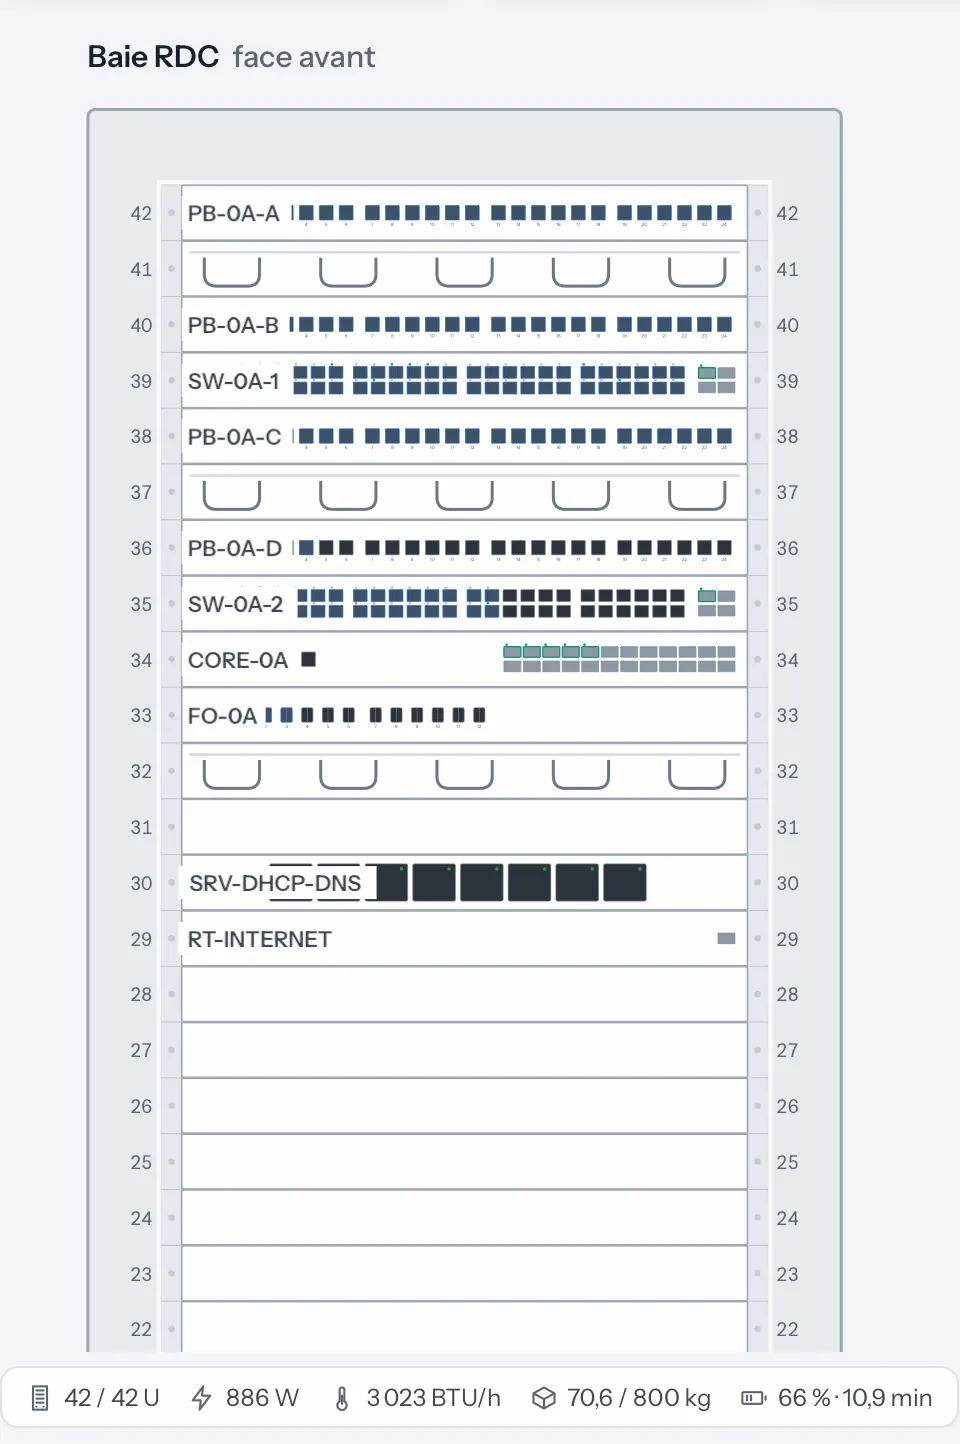 Baie RDC face avant
42 PB-0A-A 42
41 41
40 PB-0A-B 40
39 SW-0A-1 39
38 PB-0A-C 38
37 37
36 PB-0A-D 36
35 SW-0A-2 35
34 CORE-0A 34
33 FO-0A 33
32 32
31 31
30 SRV-DHCP-DNS 30
29 RT-INTERNET 29
28 28
27 27
26 26
25 25
24 24
23 23
22 22
42 / 42 U 886 W 3 023 BTU/h 70,6 / 800 kg 66 % · 10,9 min